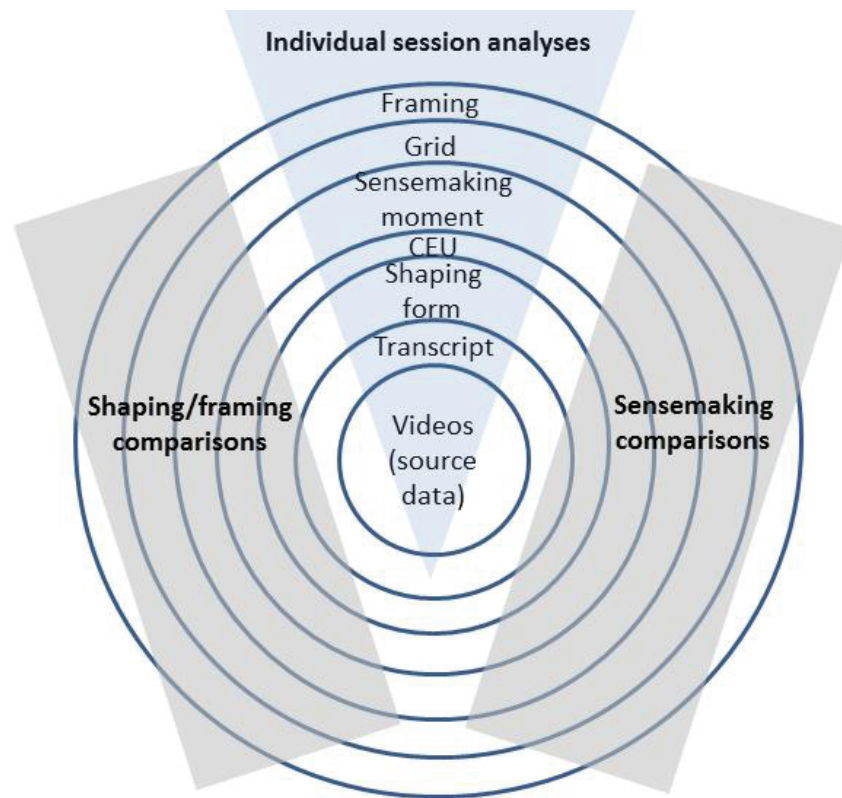 Individual session analyses
Framing
Grid
Sensemaking
moment
CEU
Shaping
form
Transcript
Videos
(source
data)
Shaping/framing
comparisons
Sensemaking
comparisons